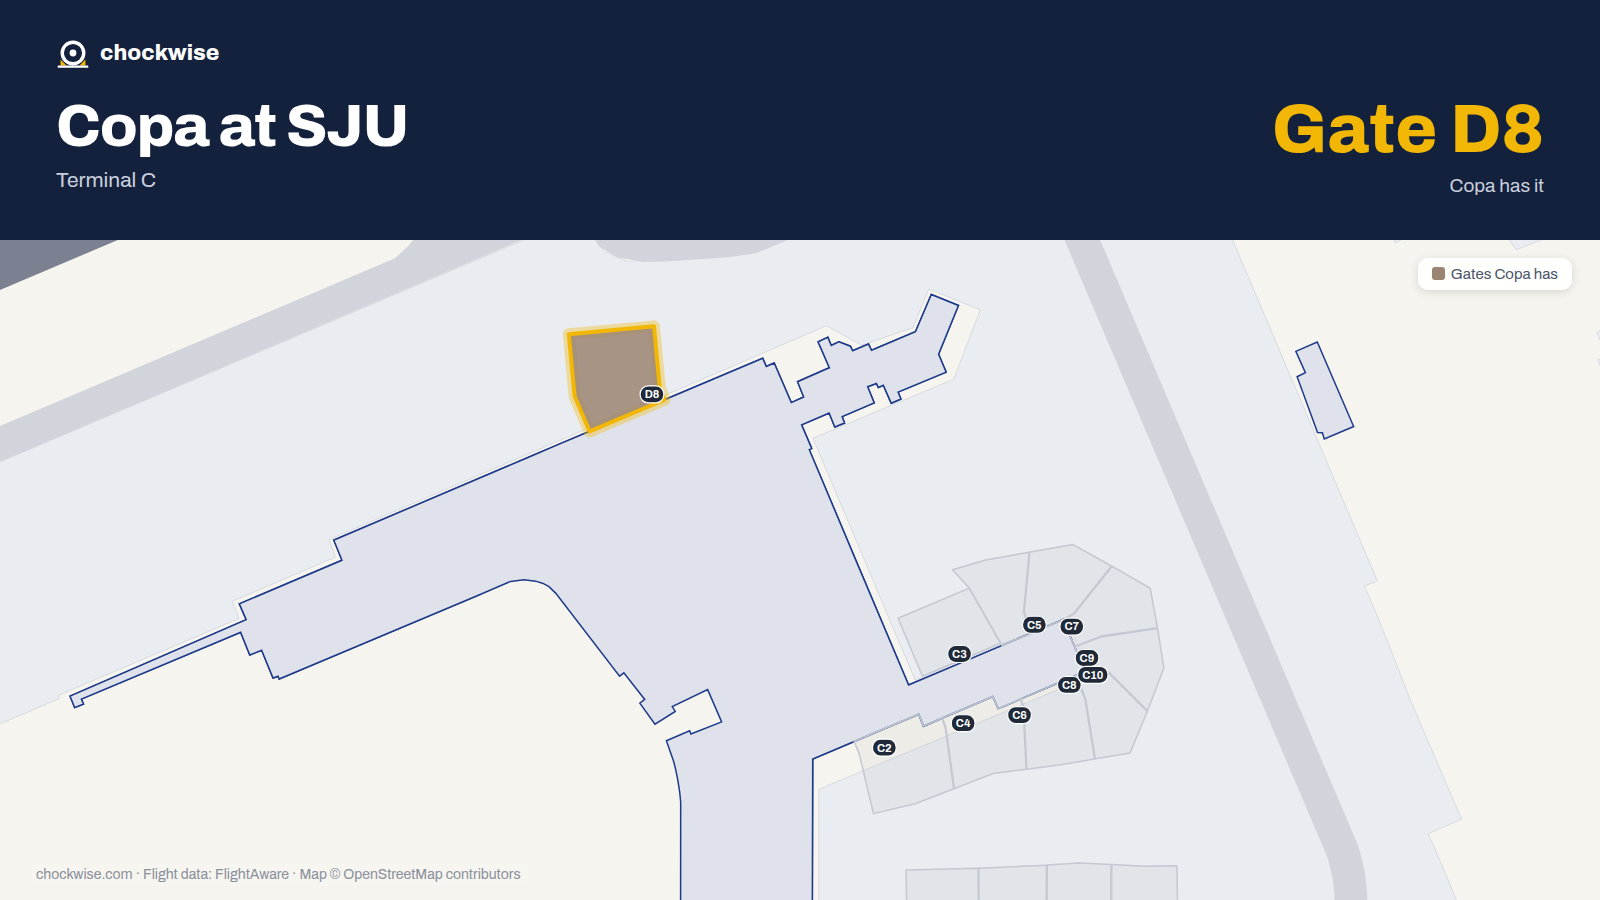 chockwise
Copa at SJU
Terminal C
Gate D8
Copa has it
Gates Copa has
D8
C5
C7
C3
C9
C10
C8
C6
C4
C2
chockwise.com · Flight data: FlightAware · Map © OpenStreetMap contributors